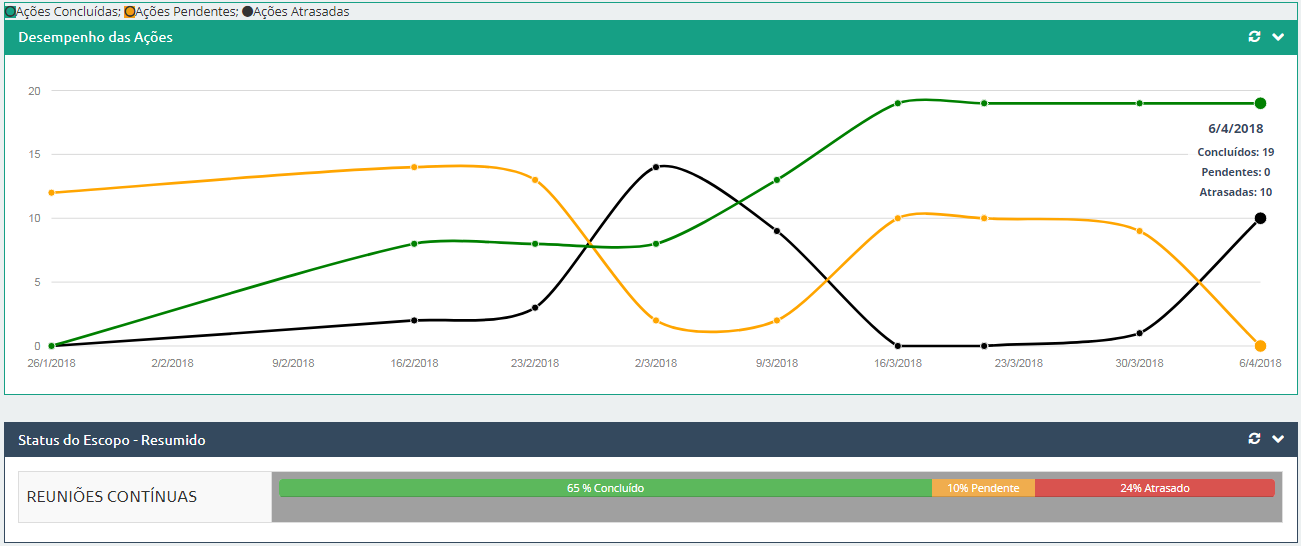 Ações Concluídas; Ações Pendentes; Ações Atrasadas
Desempenho das Ações
20
15
10
5
0
6/4/2018
Concluídos: 19
Pendentes: 0
Atrasadas: 10
26/1/2018 2/2/2018 9/2/2018 16/2/2018 23/2/2018 2/3/2018 9/3/2018 16/3/2018 23/3/2018 30/3/2018 6/4/2018
Status do Escopo - Resumido
REUNIÕES CONTÍNUAS
65 % Concluído 10% Pendente 24% Atrasado